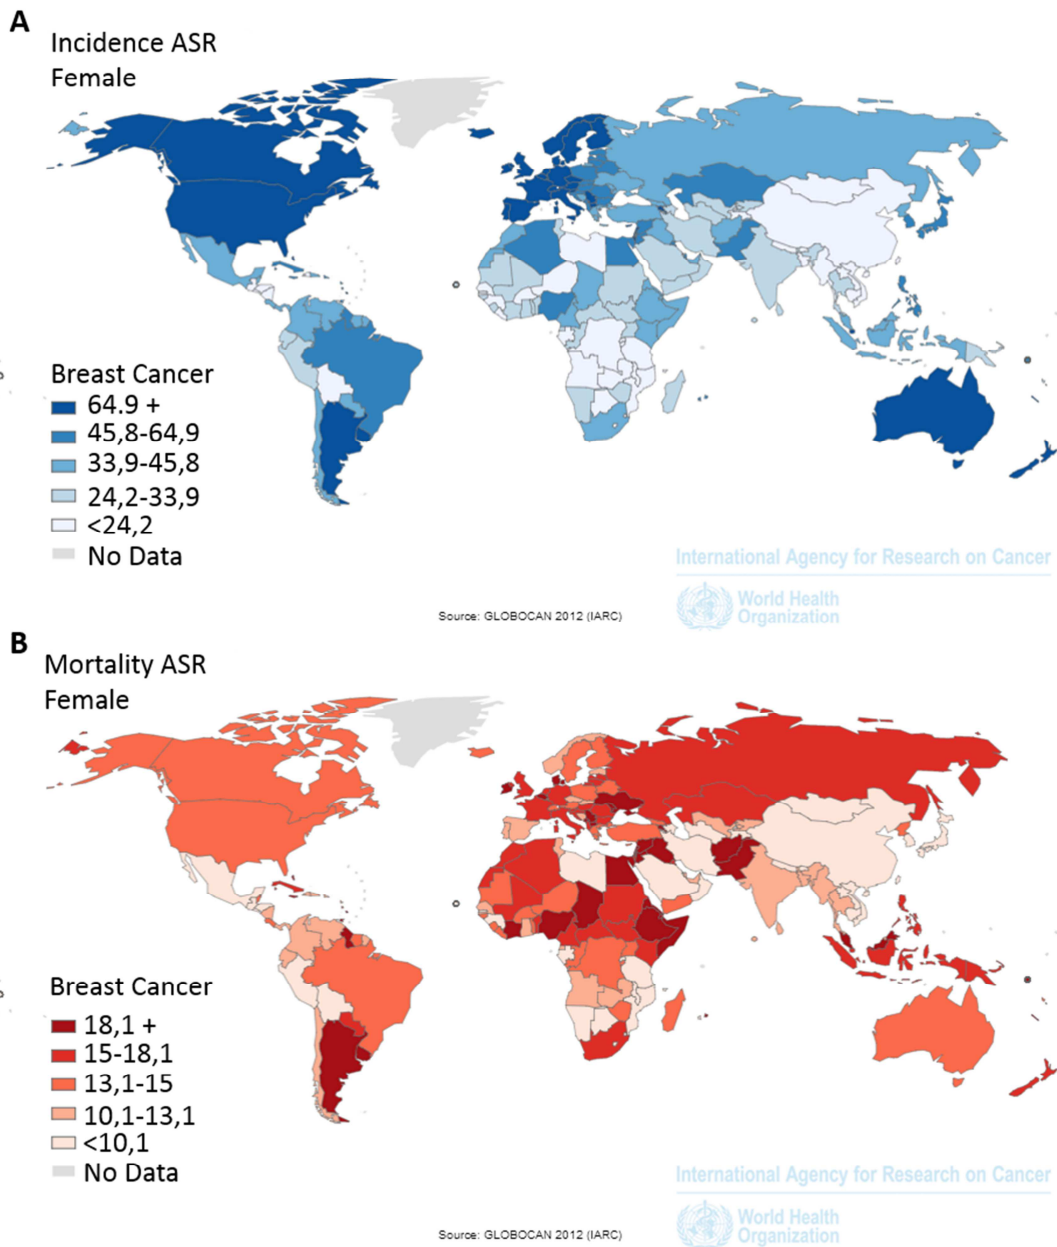 A
Incidence ASR
Female
Breast Cancer
64.9 +
45,8-64,9
33,9-45,8
24,2-33,9
<24,2
No Data
International Agency for Research on Cancer
World Health
Organization
Source: GLOBOCAN 2012 (IARC)
B
Mortality ASR
Female
Breast Cancer
18,1 +
15-18,1
13,1-15
10,1-13,1
<10,1
No Data
International Agency for Research on Cancer
World Health
Organization
Source: GLOBOCAN 2012 (IARC)